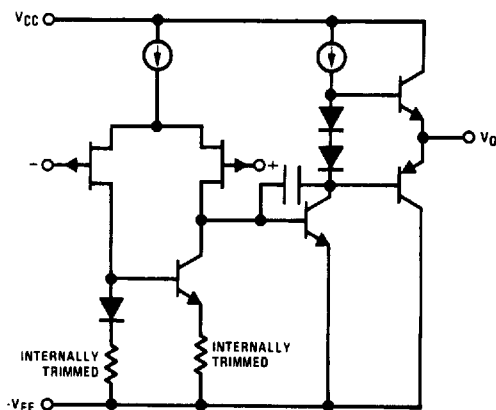 VCC
-
+
VO
INTERNALLY
TRIMMED
INTERNALLY
TRIMMED
-VEE